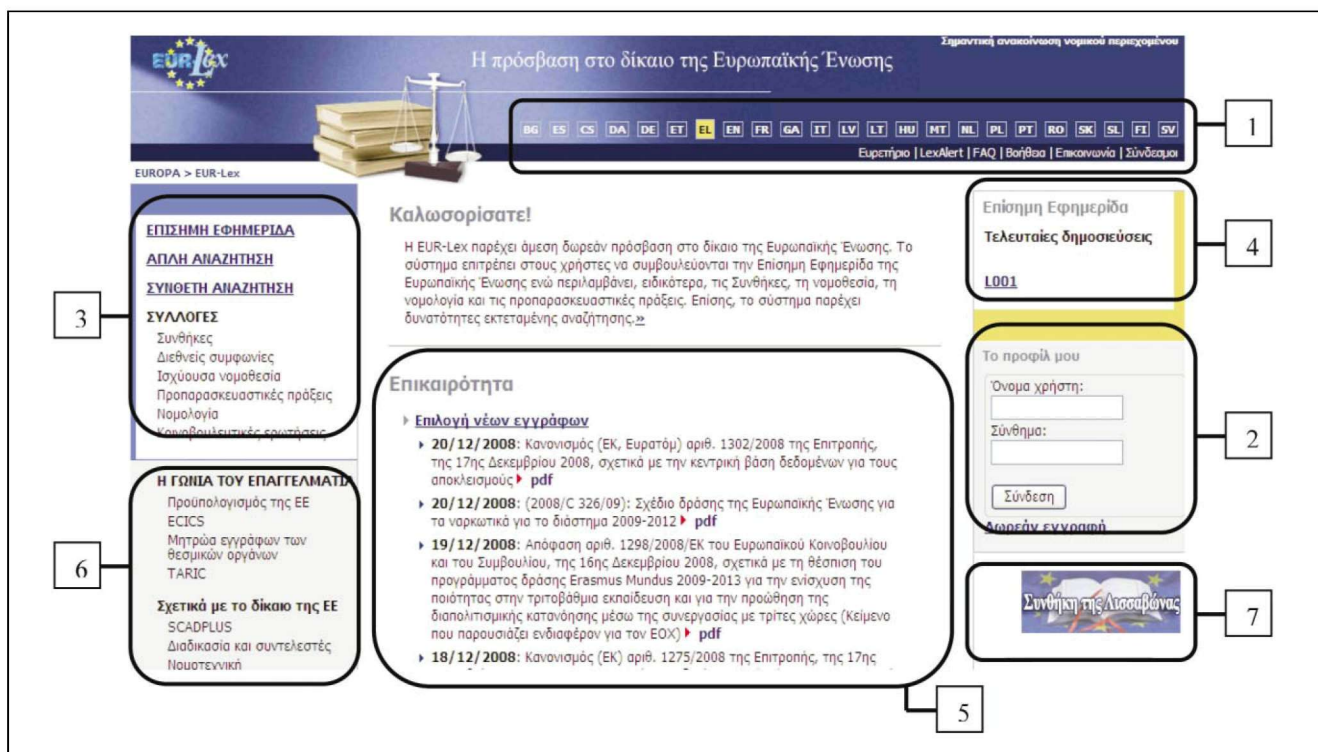 Σημαντική ανακοίνωση νομικού περιεχομένου
EUR-Lex
Η πρόσβαση στο δίκαιο της Ευρωπαϊκής Ένωσης
BG ES CS DA DE ET EL EN FR GA IT LV LT HU MT NL PL PT RO SK SL FI SV
1
Ευρετήριο | LexAlert | FAQ | Βοήθεια | Επικοινωνία | Σύνδεσμοι
EUROPA > EUR-Lex
ΕΠΙΣΗΜΗ ΕΦΗΜΕΡΙΔΑ
ΑΠΛΗ ΑΝΑΖΗΤΗΣΗ
ΣΥΝΘΕΤΗ ΑΝΑΖΗΤΗΣΗ
ΣΥΛΛΟΓΕΣ
Συνθήκες
Διεθνείς συμφωνίες
Ισχύουσα νομοθεσία
Προπαρασκευαστικές πράξεις
Νομολογία
Κοινοβουλευτικές ερωτήσεις
3
Η ΓΩΝΙΑ ΤΟΥ ΕΠΑΓΓΕΛΜΑΤΙΑ
Προϋπολογισμός της ΕΕ
ECICS
Μητρώα εγγράφων των
θεσμικών οργάνων
TARIC
Σχετικά με το δίκαιο της ΕΕ
SCADPLUS
Διαδικασία και συντελεστές
Νομοτεχνική
6
Καλωσορίσατε!
Η EUR-Lex παρέχει άμεση δωρεάν πρόσβαση στο δίκαιο της Ευρωπαϊκής Ένωσης. Το
σύστημα επιτρέπει στους χρήστες να συμβουλεύονται την Επίσημη Εφημερίδα της
Ευρωπαϊκής Ένωσης ενώ περιλαμβάνει, ειδικότερα, τις Συνθήκες, τη νομοθεσία, τη
νομολογία και τις προπαρασκευαστικές πράξεις. Επίσης, το σύστημα παρέχει
δυνατότητες εκτεταμένης αναζήτησης.»
Επικαιρότητα
Επιλογή νέων εγγράφων
20/12/2008: Κανονισμός (ΕΚ, Ευρατόμ) αριθ. 1302/2008 της Επιτροπής,
της 17ης Δεκεμβρίου 2008, σχετικά με την κεντρική βάση δεδομένων για τους
αποκλεισμούς pdf
20/12/2008: (2008/C 326/09): Σχέδιο δράσης της Ευρωπαϊκής Ένωσης για
τα ναρκωτικά για το διάστημα 2009-2012 pdf
19/12/2008: Απόφαση αριθ. 1298/2008/ΕΚ του Ευρωπαϊκού Κοινοβουλίου
και του Συμβουλίου, της 16ης Δεκεμβρίου 2008, σχετικά με τη θέσπιση του
προγράμματος δράσης Erasmus Mundus 2009-2013 για την ενίσχυση της
ποιότητας στην τριτοβάθμια εκπαίδευση και για την προώθηση της
διαπολιτισμικής κατανόησης μέσω της συνεργασίας με τρίτες χώρες (Κείμενο
που παρουσιάζει ενδιαφέρον για τον ΕΟΧ) pdf
18/12/2008: Κανονισμός (ΕΚ) αριθ. 1275/2008 της Επιτροπής, της 17ης
5
Επίσημη Εφημερίδα
Τελευταίες δημοσιεύσεις
L001
4
Το προφίλ μου
Όνομα χρήστη:
Σύνθημα:
Σύνδεση
Δωρεάν εγγραφή
2
Συνθήκη της Λισσαβώνας
7